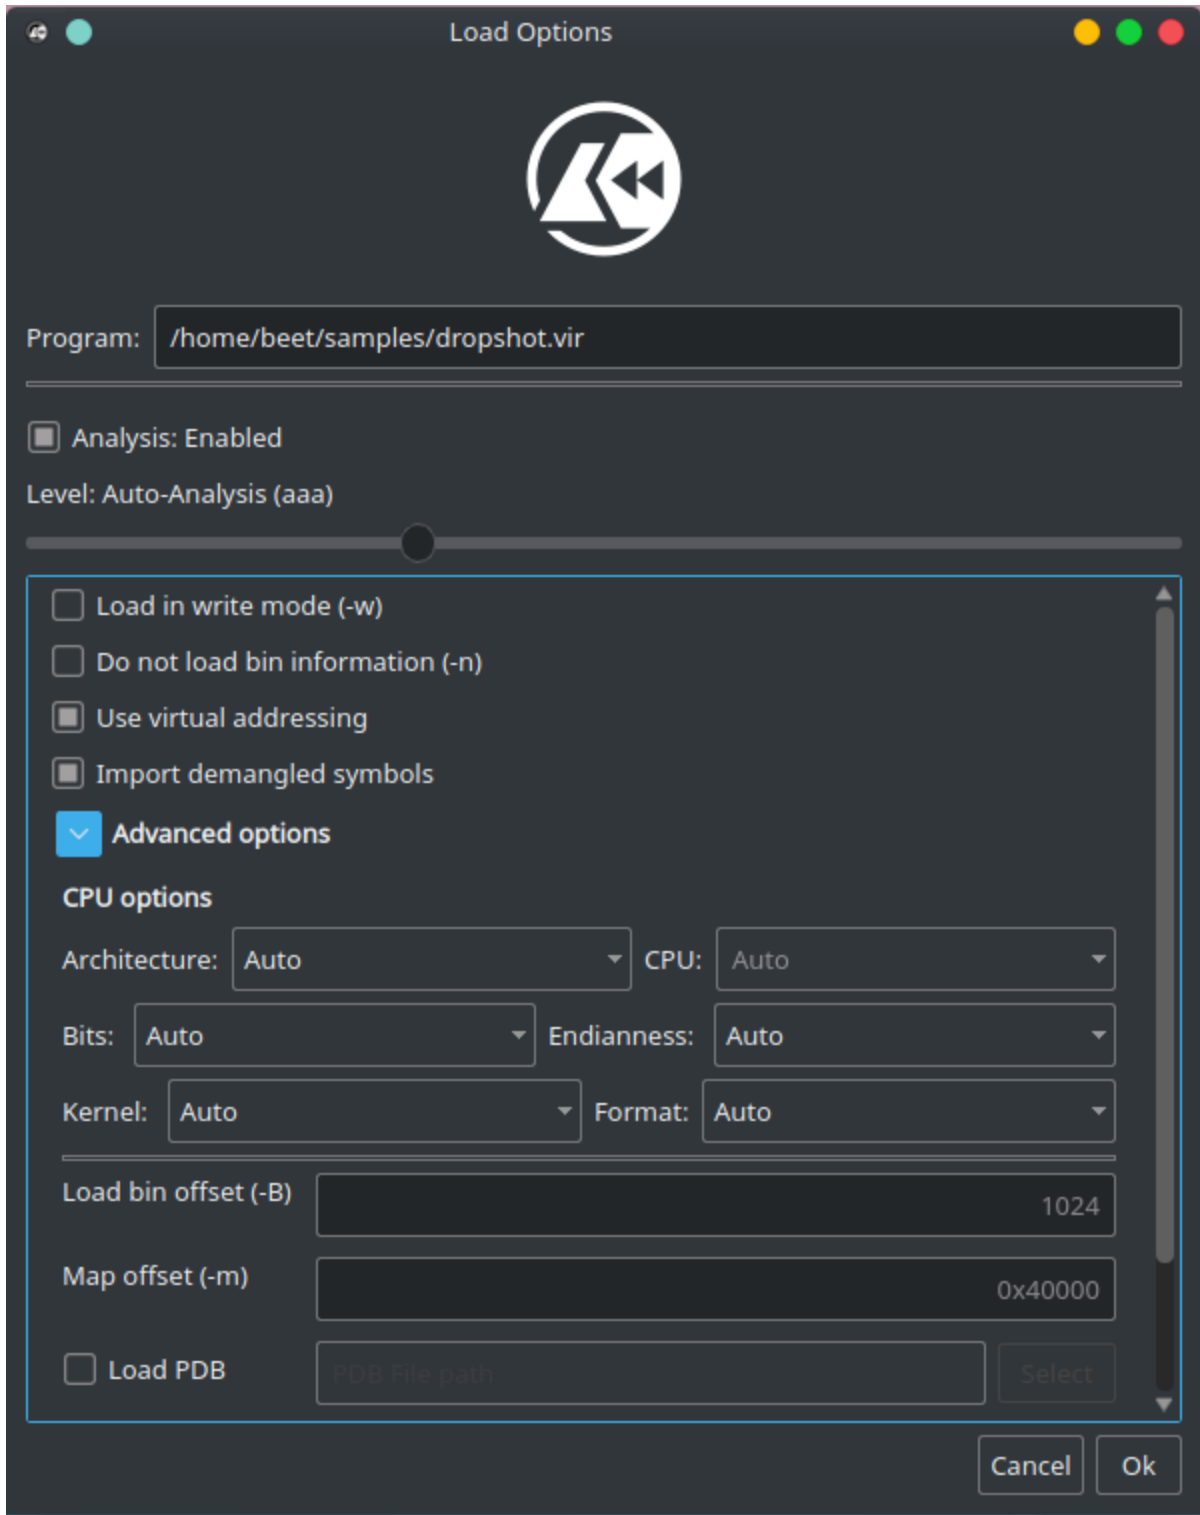 Load Options
Program: /home/beet/samples/dropshot.vir
Analysis: Enabled
Level: Auto-Analysis (aaa)
Load in write mode (-w)
Do not load bin information (-n)
Use virtual addressing
Import demangled symbols
Advanced options
CPU options
Architecture: Auto CPU: Auto
Bits: Auto Endianness: Auto
Kernel: Auto Format: Auto
Load bin offset (-B) 1024
Map offset (-m) 0x40000
Load PDB PDB File path Select
Cancel Ok